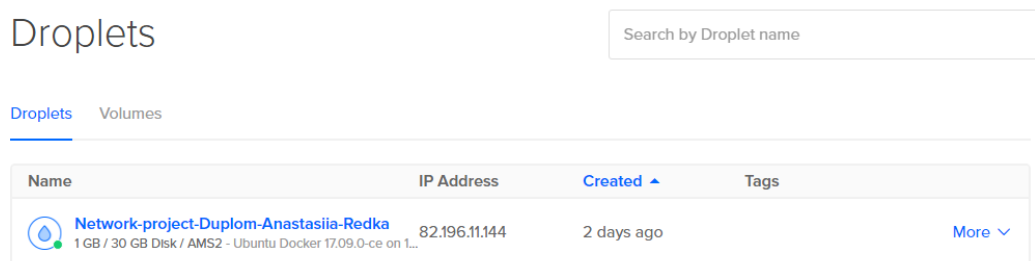 Droplets
Search by Droplet name
Droplets Volumes
Name IP Address Created Tags
Network-project-Duplom-Anastasiia-Redka
1 GB / 30 GB Disk / AMS2 - Ubuntu Docker 17.09.0-ce on 1... 82.196.11.144 2 days ago More